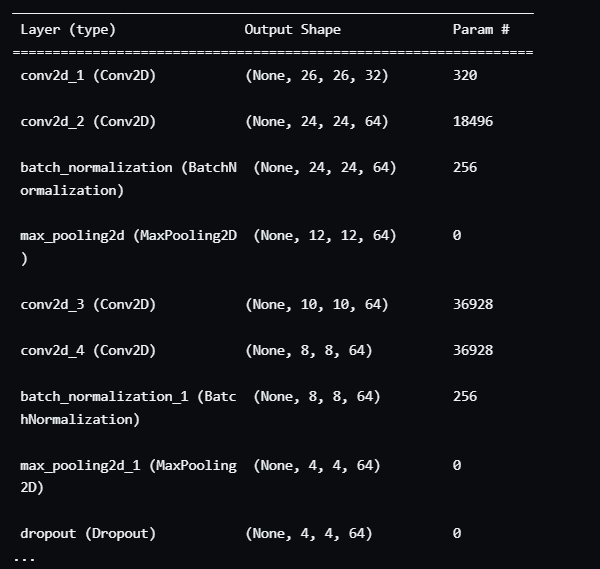 Layer (type) Output Shape Param #
=================================================================
conv2d_1 (Conv2D) (None, 26, 26, 32) 320
conv2d_2 (Conv2D) (None, 24, 24, 64) 18496
batch_normalization (BatchN (None, 24, 24, 64) 256
ormalization)
max_pooling2d (MaxPooling2D (None, 12, 12, 64) 0
)
conv2d_3 (Conv2D) (None, 10, 10, 64) 36928
conv2d_4 (Conv2D) (None, 8, 8, 64) 36928
batch_normalization_1 (Batc (None, 8, 8, 64) 256
hNormalization)
max_pooling2d_1 (MaxPooling (None, 4, 4, 64) 0
2D)
dropout (Dropout) (None, 4, 4, 64) 0
...